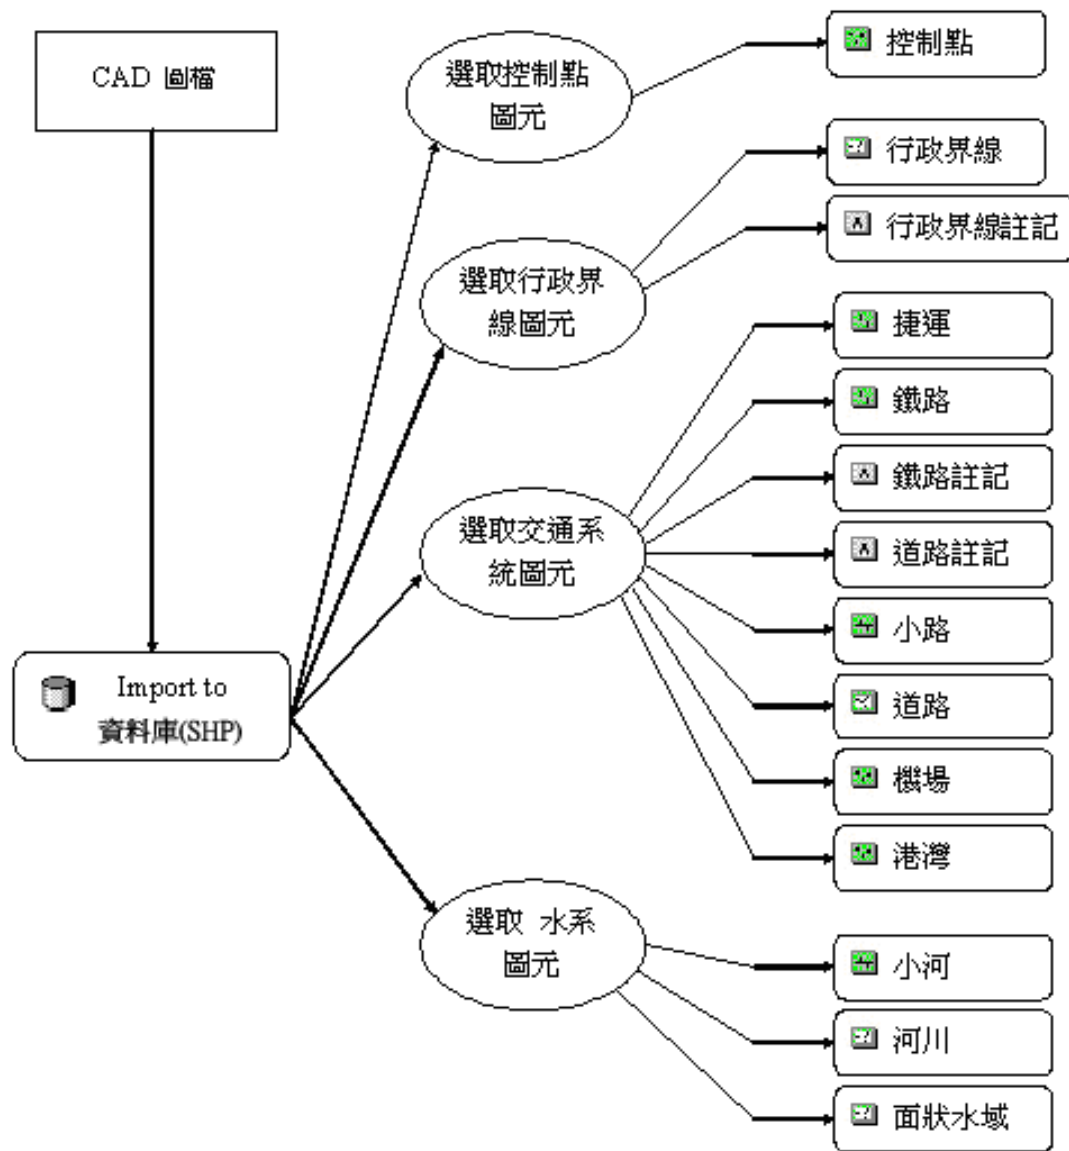 CAD 圖檔
Import to
資料庫(SHP)
選取控制點
圖元
控制點
選取行政界
線圖元
行政界線
行政界線註記
選取交通系
統圖元
捷運
鐵路
鐵路註記
道路註記
小路
道路
機場
港灣
選取 水系
圖元
小河
河川
面狀水域